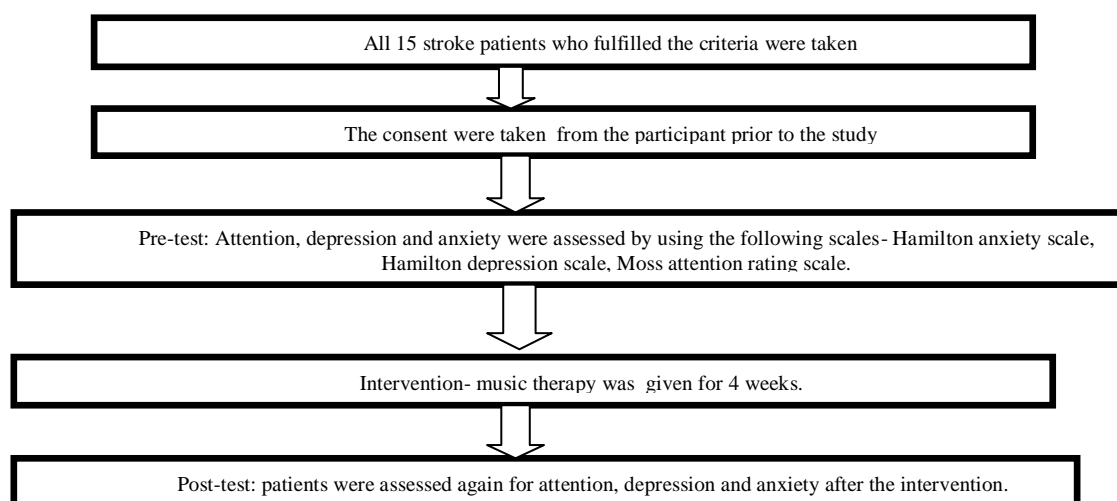 All 15 stroke patients who fulfilled the criteria were taken
The consent were taken from the participant prior to the study
Pre-test: Attention, depression and anxiety were assessed by using the following scales- Hamilton anxiety scale,
Hamilton depression scale, Moss attention rating scale.
Intervention- music therapy was given for 4 weeks.
Post-test: patients were assessed again for attention, depression and anxiety after the intervention.